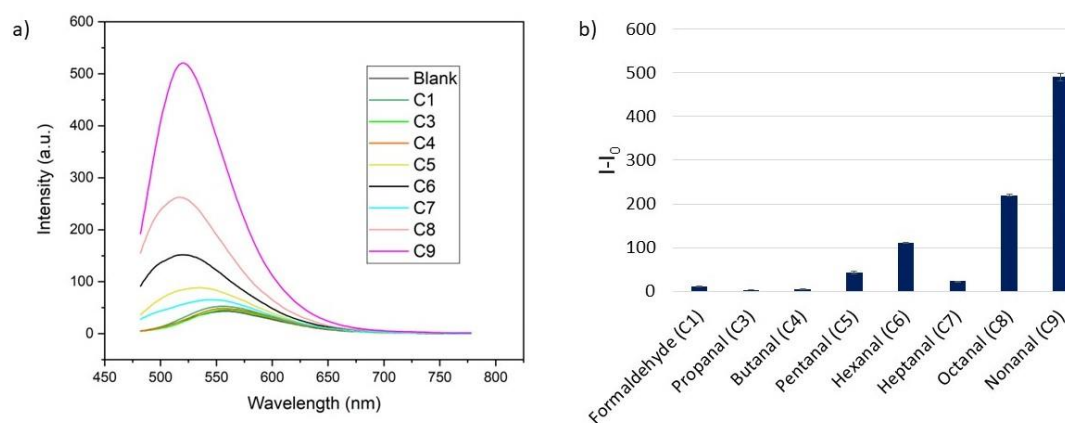 a)
600
500
400
300
200
100
0
Intensity (a.u.)
450 500 550 600 650 700 750 800
Wavelength (nm)
Blank
C1
C3
C4
C5
C6
C7
C8
C9
b)
600
500
400
300
200
100
0
I-I₀
Formaldehyde (C1)
Propanal (C3)
Butanal (C4)
Pentanal (C5)
Hexanal (C6)
Heptanal (C7)
Octanal (C8)
Nonanal (C9)